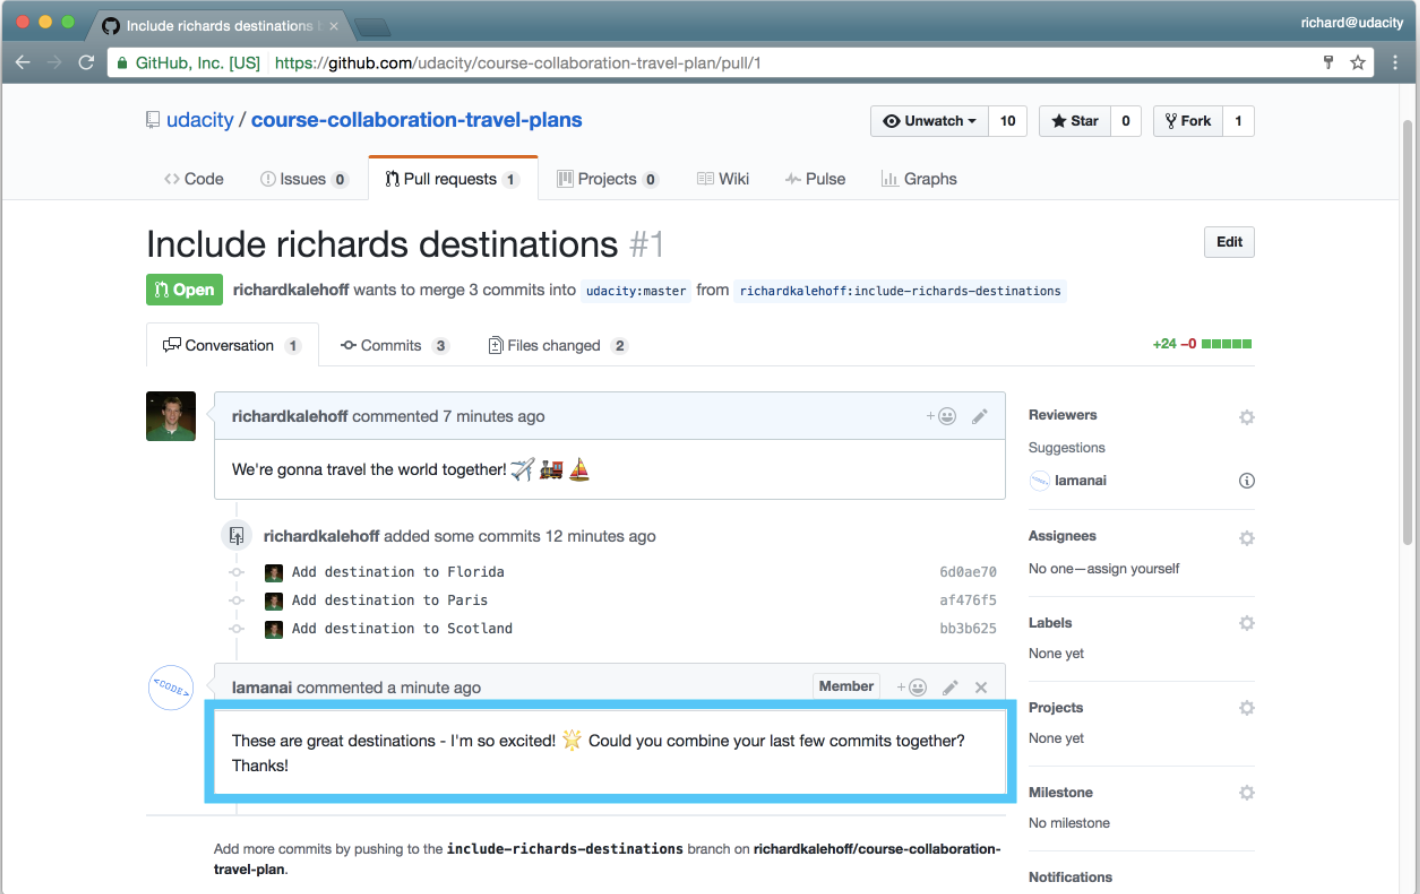 Include richards destinations
richard@udacity
GitHub, Inc. [US] https://github.com/udacity/course-collaboration-travel-plan/pull/1
udacity / course-collaboration-travel-plans
Unwatch 10
Star 0
Fork 1
Code
Issues 0
Pull requests 1
Projects 0
Wiki
Pulse
Graphs
Include richards destinations #1
Edit
Open richardkalehoff wants to merge 3 commits into udacity:master from richardkalehoff:include-richards-destinations
Conversation 1
Commits 3
Files changed 2
+24 −0
richardkalehoff commented 7 minutes ago
We're gonna travel the world together!
richardkalehoff added some commits 12 minutes ago
Add destination to Florida 6d0ae70
Add destination to Paris af476f5
Add destination to Scotland bb3b625
<CODE>
lamanai commented a minute ago Member
These are great destinations - I'm so excited! 🌟 Could you combine your last few commits together?
Thanks!
Add more commits by pushing to the include-richards-destinations branch on richardkalehoff/course-collaboration-
travel-plan.
Reviewers
Suggestions
lamanai
Assignees
No one—assign yourself
Labels
None yet
Projects
None yet
Milestone
No milestone
Notifications